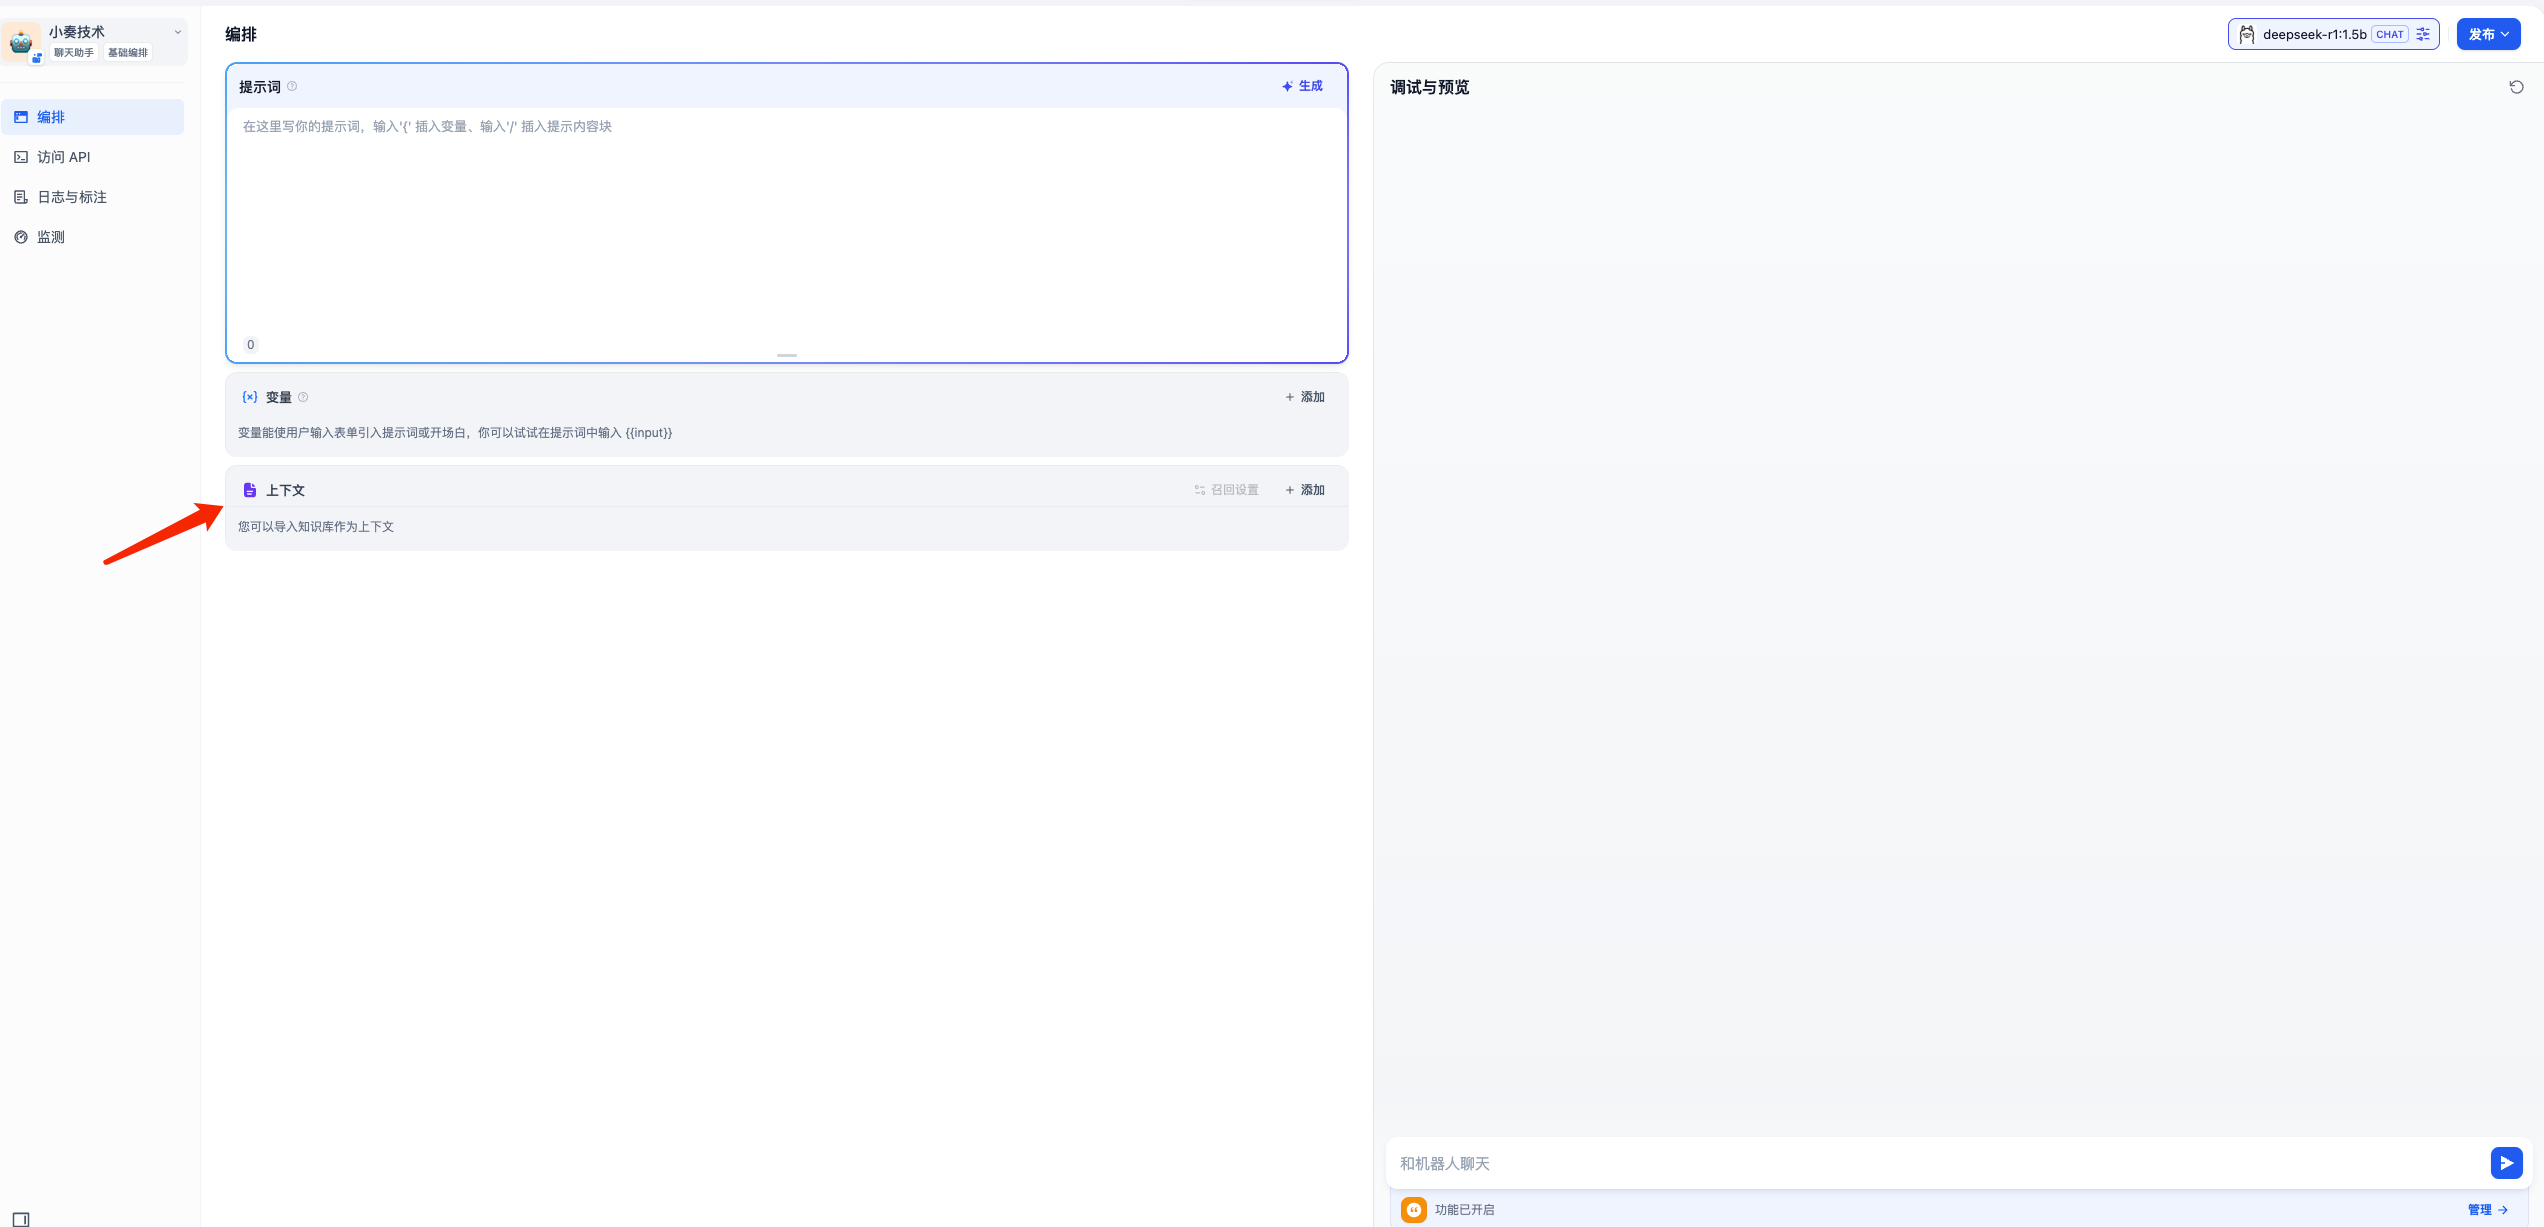 小奏技术
聊天助手 基础编排
编排
访问 API
日志与标注
监测
编排
deepseek-r1:1.5b CHAT
发布
提示词
生成
在这里写你的提示词，输入'{' 插入变量、输入'/' 插入提示内容块
0
{x} 变量
+ 添加
变量能使用户输入表单引入提示词或开场白，你可以试试在提示词中输入 {{input}}
上下文
召回设置
+ 添加
您可以导入知识库作为上下文
调试与预览
和机器人聊天
功能已开启
管理 →